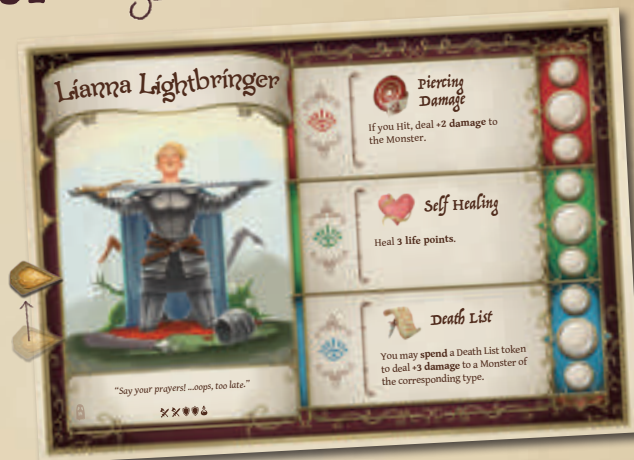 Lianna Lightbringer
"Say your prayers! ...oops, too late."
Piercing
Damage
If you Hit, deal +2 damage to
the Monster.
Self Healing
Heal 3 life points.
Death List
You may spend a Death List token
to deal +3 damage to a Monster of
the corresponding type.